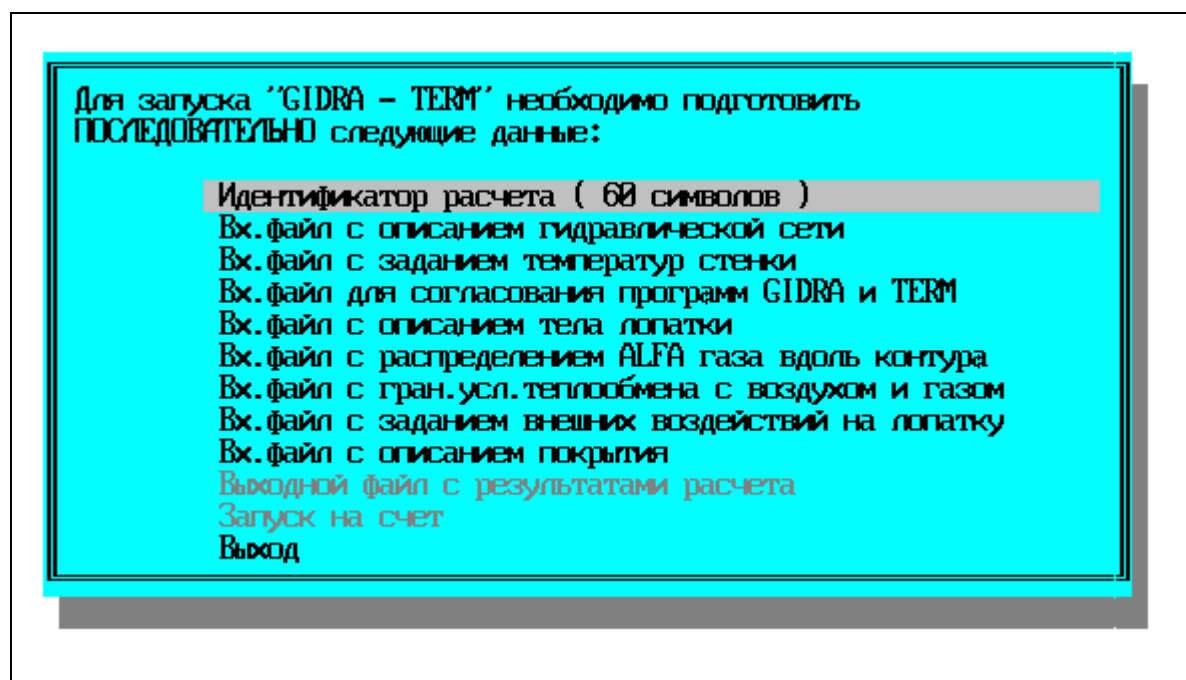 Для запуска "GIDRA - TERM" необходимо подготовить
ПОСЛЕДОВАТЕЛЬНО следующие данные:
Идентификатор расчета ( 60 символов )
Вх.файл с описанием гидравлической сети
Вх.файл с заданием температур стенки
Вх.файл для согласования программ GIDRA и TERM
Вх.файл с описанием тела лопатки
Вх.файл с распределением ALFA газа вдоль контура
Вх.файл с гран.усл.теплообмена с воздухом и газом
Вх.файл с заданием внешних воздействий на лопатку
Вх.файл с описанием покрытия
Выходной файл с результатами расчета
Запуск на счет
Выход